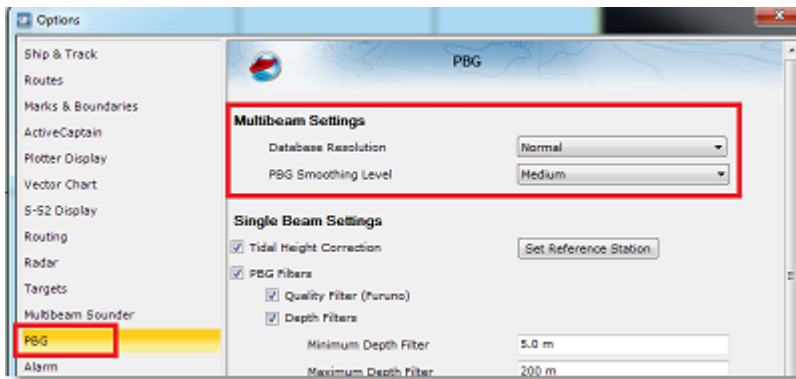 Options
Ship & Track
Routes
Marks & Boundaries
ActiveCaptain
Plotter Display
Vector Chart
S-52 Display
Routing
Radar
Targets
Multibeam Sounder
PBG
Alarm
PBG
Multibeam Settings
Database Resolution Normal
PBG Smoothing Level Medium
Single Beam Settings
Tidal Height Correction Set Reference Station
PBG Filters
Quality Filter (Furuno)
Depth Filters
Minimum Depth Filter 5.0 m
Maximum Depth Filter 200 m